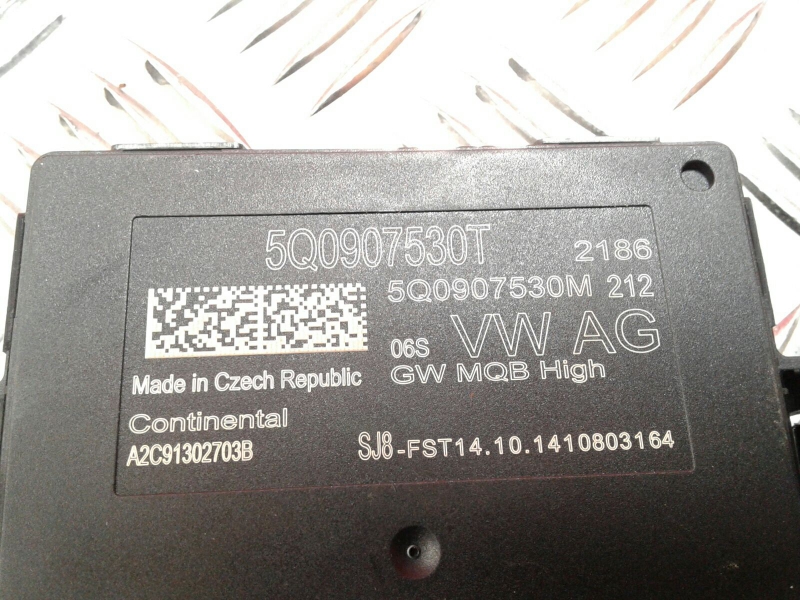 5Q0907530T 2186
5Q0907530M 212
06S VW AG
GW MQB High
Made in Czech Republic
Continental
A2C91302703B SJ8-FST14.10.1410803164